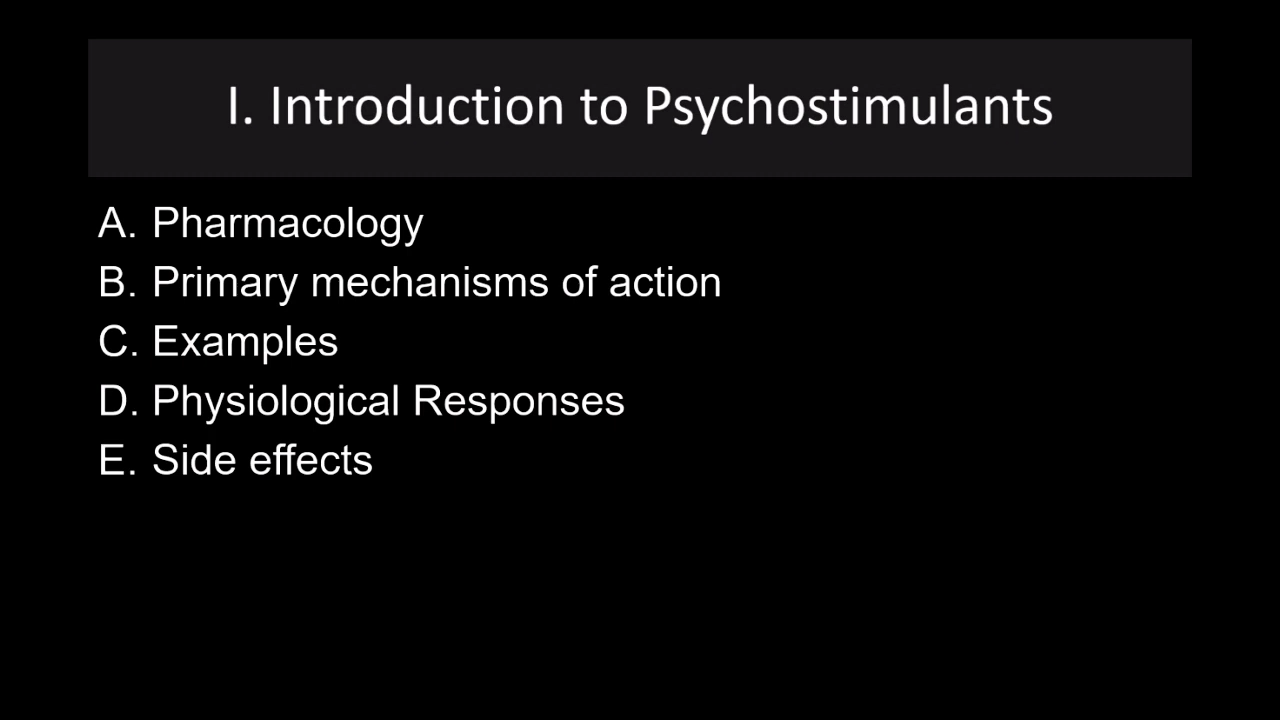 I. Introduction to Psychostimulants
A. Pharmacology
B. Primary mechanisms of action
C. Examples
D. Physiological Responses
E. Side effects